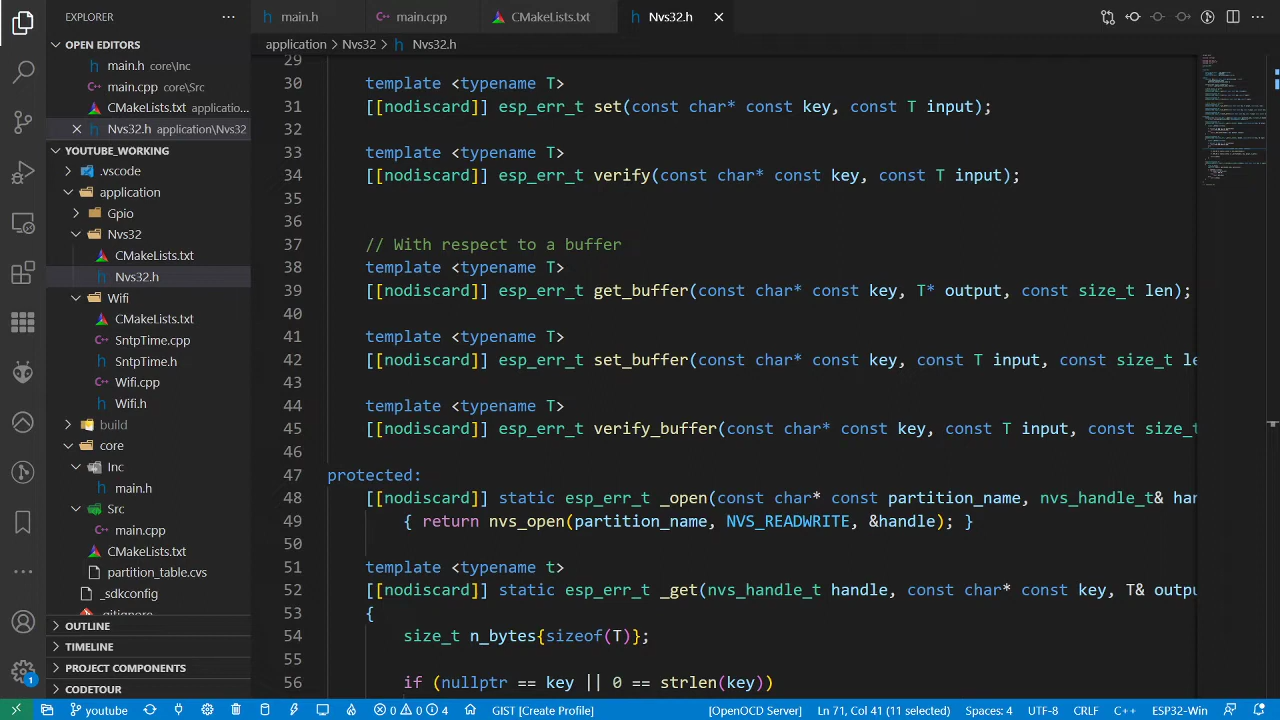 EXPLORER
OPEN EDITORS
main.h core\Inc
main.cpp core\Src
CMakeLists.txt applicatio...
Nvs32.h application\Nvs32
YOUTUBE_WORKING
.vscode
application
Gpio
Nvs32
CMakeLists.txt
Nvs32.h
Wifi
CMakeLists.txt
SntpTime.cpp
SntpTime.h
Wifi.cpp
Wifi.h
build
core
Inc
main.h
Src
main.cpp
CMakeLists.txt
partition_table.cvs
_sdkconfig
.gitignore
OUTLINE
TIMELINE
PROJECT COMPONENTS
CODETOUR
main.h
main.cpp
CMakeLists.txt
Nvs32.h
application > Nvs32 > Nvs32.h
29
30 template <typename T>
31 [[nodiscard]] esp_err_t set(const char* const key, const T input);
32
33 template <typename T>
34 [[nodiscard]] esp_err_t verify(const char* const key, const T input);
35
36
37 // With respect to a buffer
38 template <typename T>
39 [[nodiscard]] esp_err_t get_buffer(const char* const key, T* output, const size_t len);
40
41 template <typename T>
42 [[nodiscard]] esp_err_t set_buffer(const char* const key, const T input, const size_t le
43
44 template <typename T>
45 [[nodiscard]] esp_err_t verify_buffer(const char* const key, const T input, const size_t
46
47 protected:
48 [[nodiscard]] static esp_err_t _open(const char* const partition_name, nvs_handle_t& han
49 { return nvs_open(partition_name, NVS_READWRITE, &handle); }
50
51 template <typename t>
52 [[nodiscard]] static esp_err_t _get(nvs_handle_t handle, const char* const key, T& outpu
53 {
54 size_t n_bytes{sizeof(T)};
55
56 if (nullptr == key || 0 == strlen(key))
1
youtube
0 0 4
GIST [Create Profile]
[OpenOCD Server]
Ln 71, Col 41 (11 selected)
Spaces: 4
UTF-8
CRLF
C++
ESP32-Win